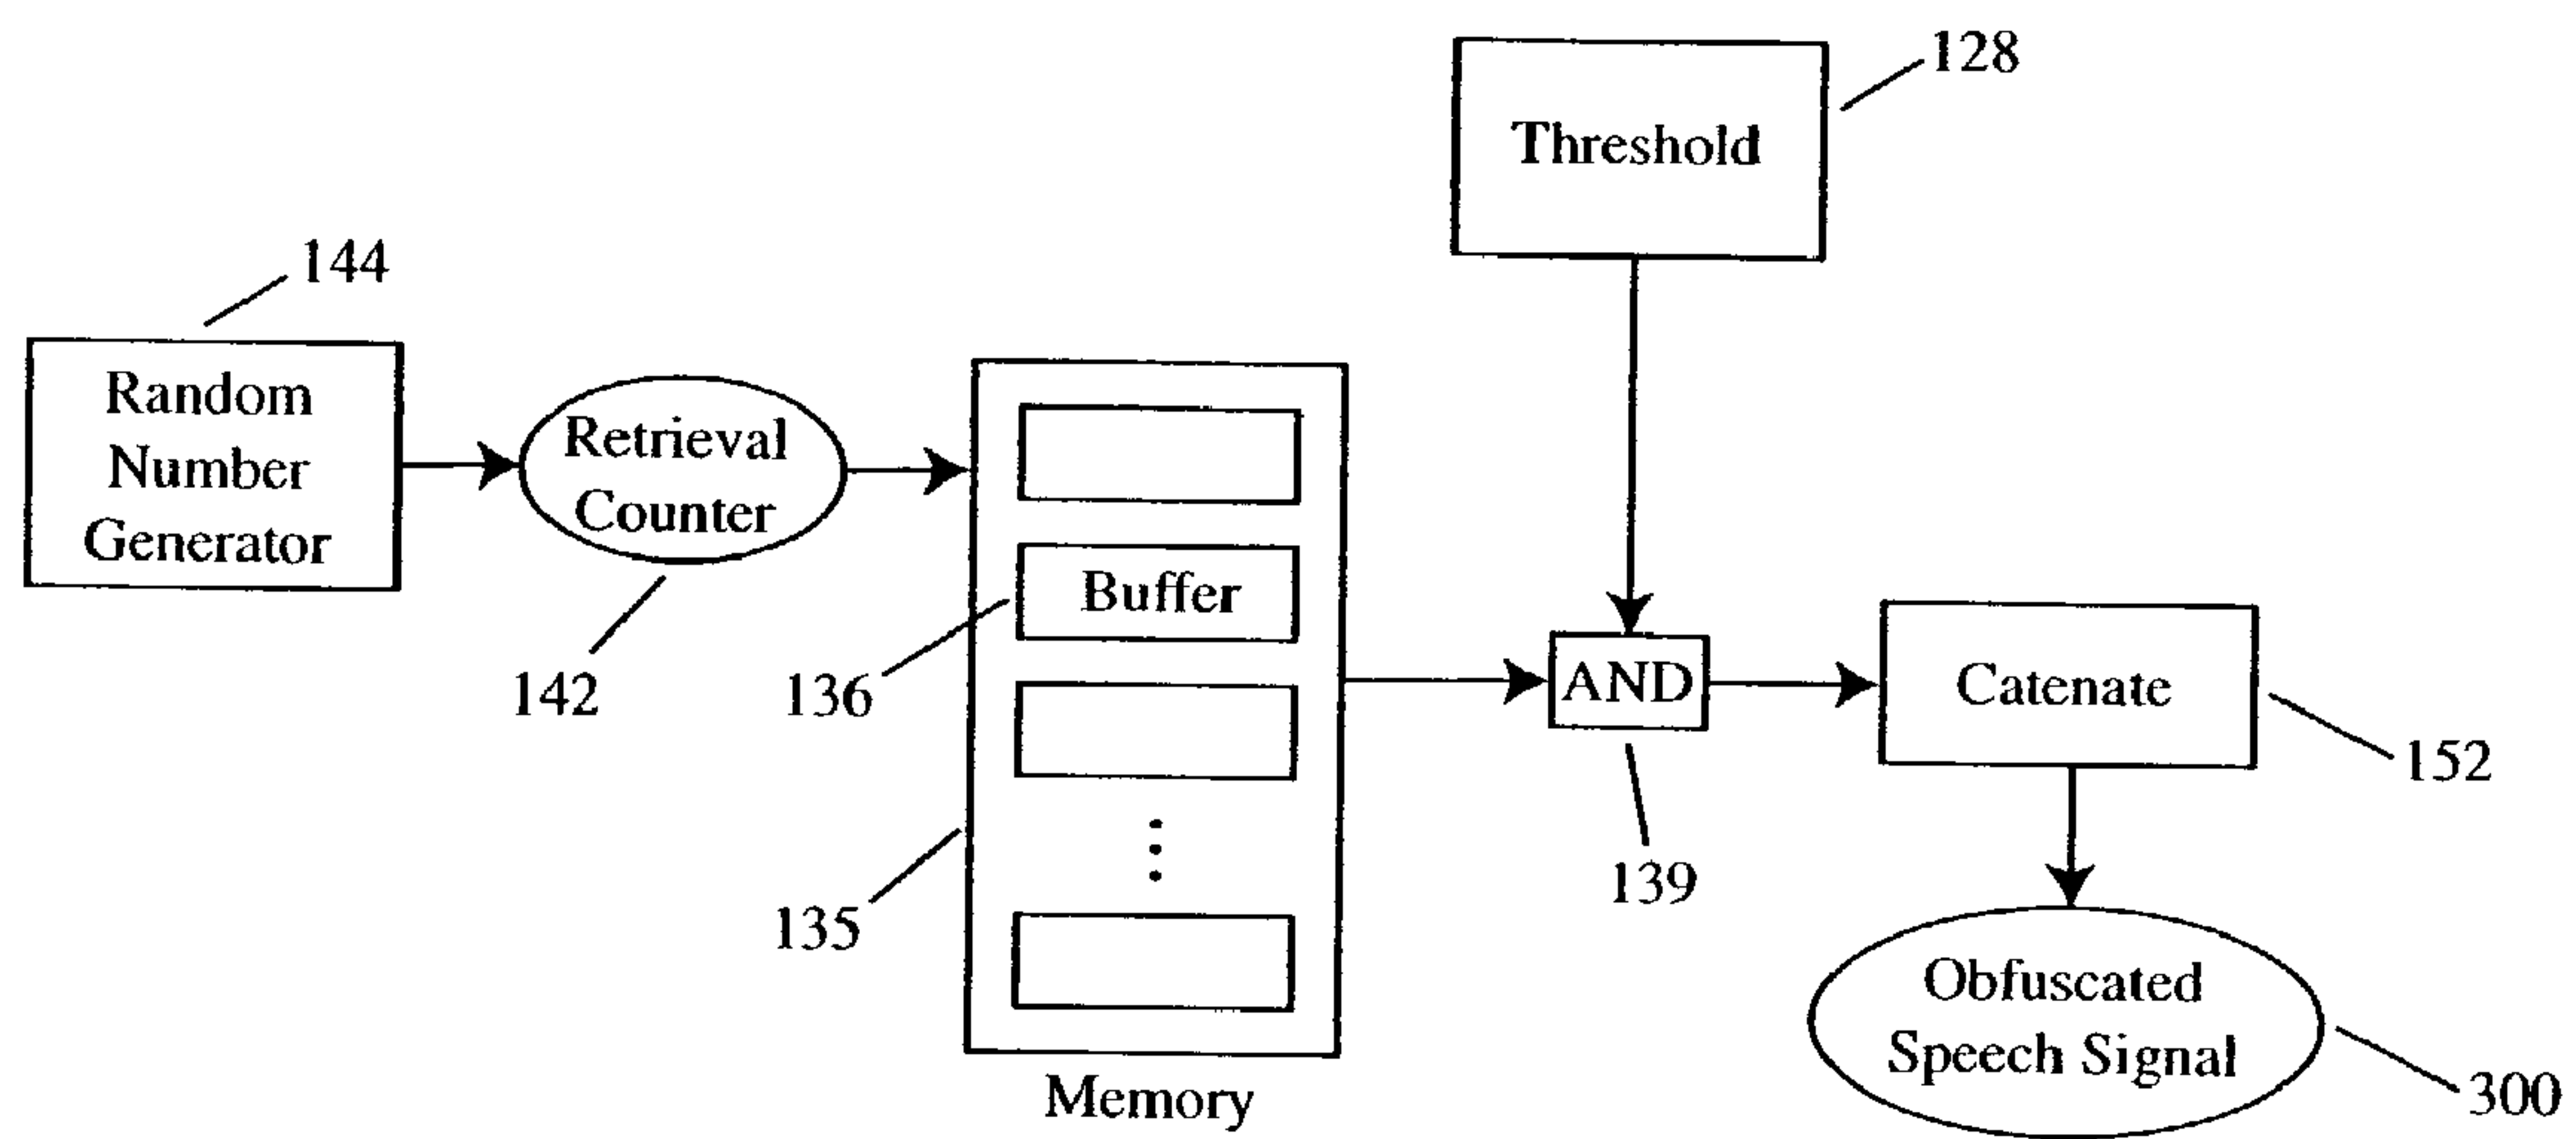 128
Threshold
144
Random
Number
Generator
Retrieval
Counter
142
Buffer
136
135
Memory
AND
139
Catenate
152
Obfuscated
Speech Signal
300